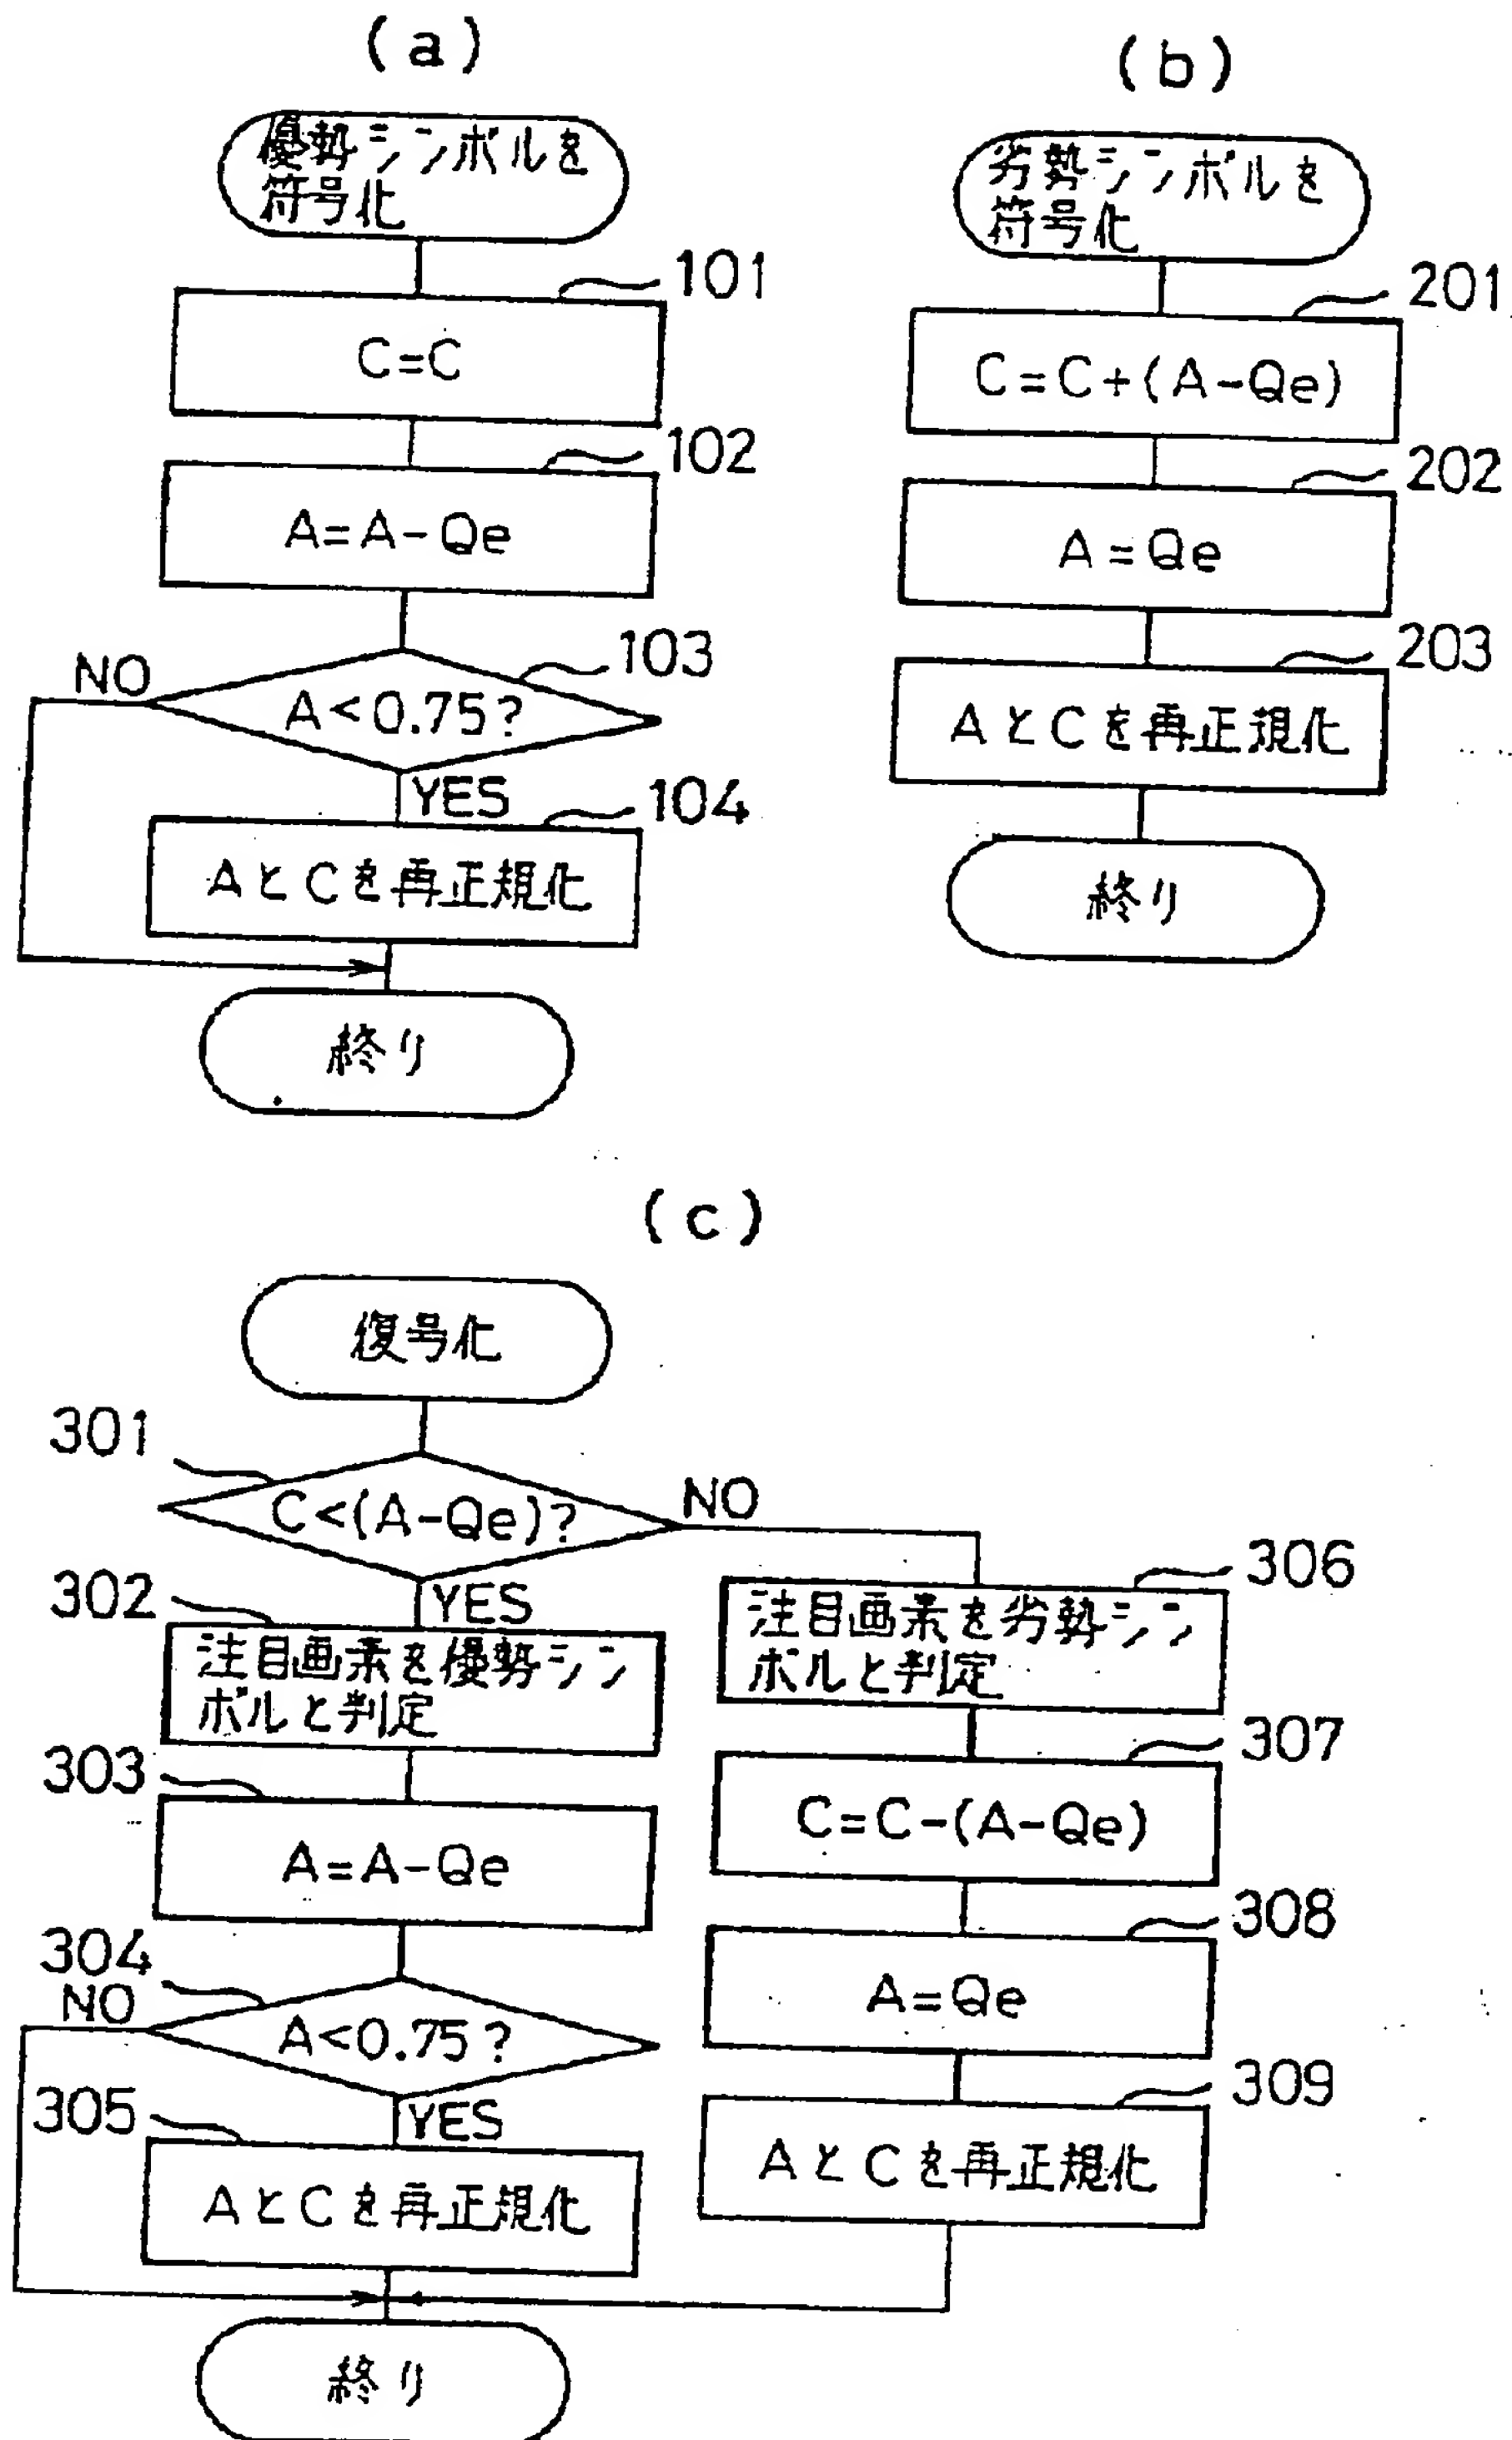 (a)
優勢シンボルを
符号化
101
C=C
102
A=A-Qe
103
NO
A<0.75?
YES
104
AとCを再正規化
終り
(b)
劣勢シンボルを
符号化
201
C=C+(A-Qe)
202
A=Qe
203
AとCを再正規化
終り
(c)
復号化
301
C<(A-Qe)?
NO
302
YES
注目画素を優勢シン
ボルと判定
303
A=A-Qe
304
NO
A<0.75?
305
YES
AとCを再正規化
306
注目画素を劣勢シン
ボルと判定
307
C=C-(A-Qe)
308
A=Qe
309
AとCを再正規化
終り